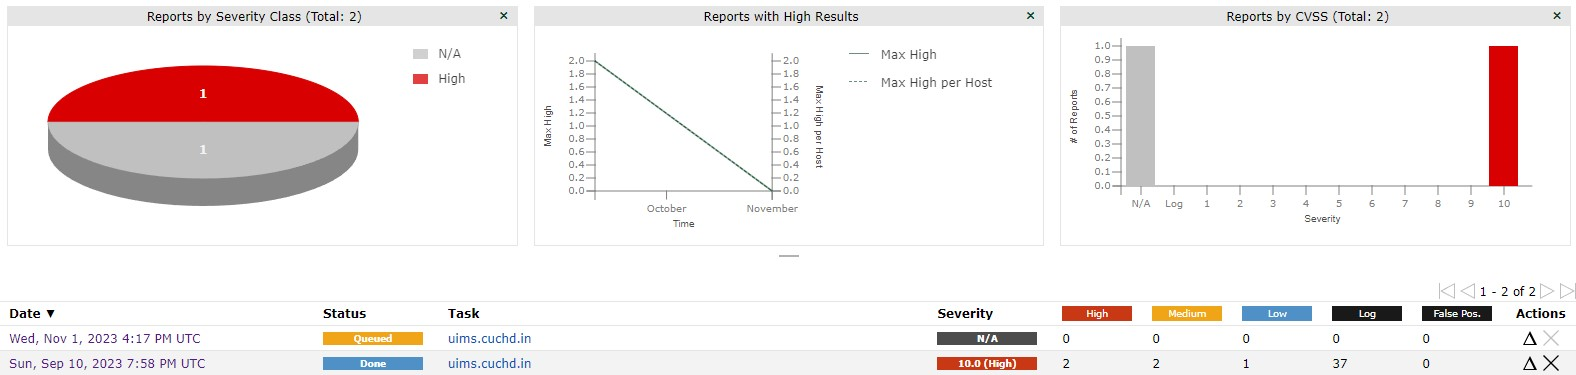 Reports by Severity Class (Total: 2) ×
N/A
High
1
1
Reports with High Results ×
Max High
Max High per Host
2.0 2.0
1.8 1.8
1.6 1.6
1.4 1.4
1.2 1.2
1.0 1.0
0.8 0.8
0.6 0.6
0.4 0.4
0.2 0.2
0.0 0.0
Max High
Max High per Host
October November
Time
Reports by CVSS (Total: 2) ×
1.0
0.9
0.8
0.7
0.6
0.5
0.4
0.3
0.2
0.1
0.0
# of Reports
N/A Log 1 2 3 4 5 6 7 8 9 10
Severity
1 - 2 of 2
Date ▼ Status Task Severity High Medium Low Log False Pos. Actions
Wed, Nov 1, 2023 4:17 PM UTC Queued uims.cuchd.in N/A 0 0 0 0 0
Sun, Sep 10, 2023 7:58 PM UTC Done uims.cuchd.in 10.0 (High) 2 2 1 37 0